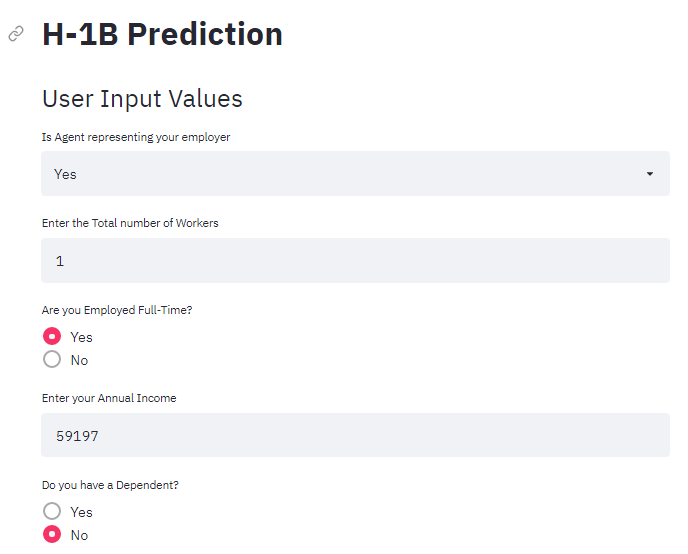 H-1B Prediction
User Input Values
Is Agent representing your employer
Yes
Enter the Total number of Workers
1
Are you Employed Full-Time?
Yes
No
Enter your Annual Income
59197
Do you have a Dependent?
Yes
No